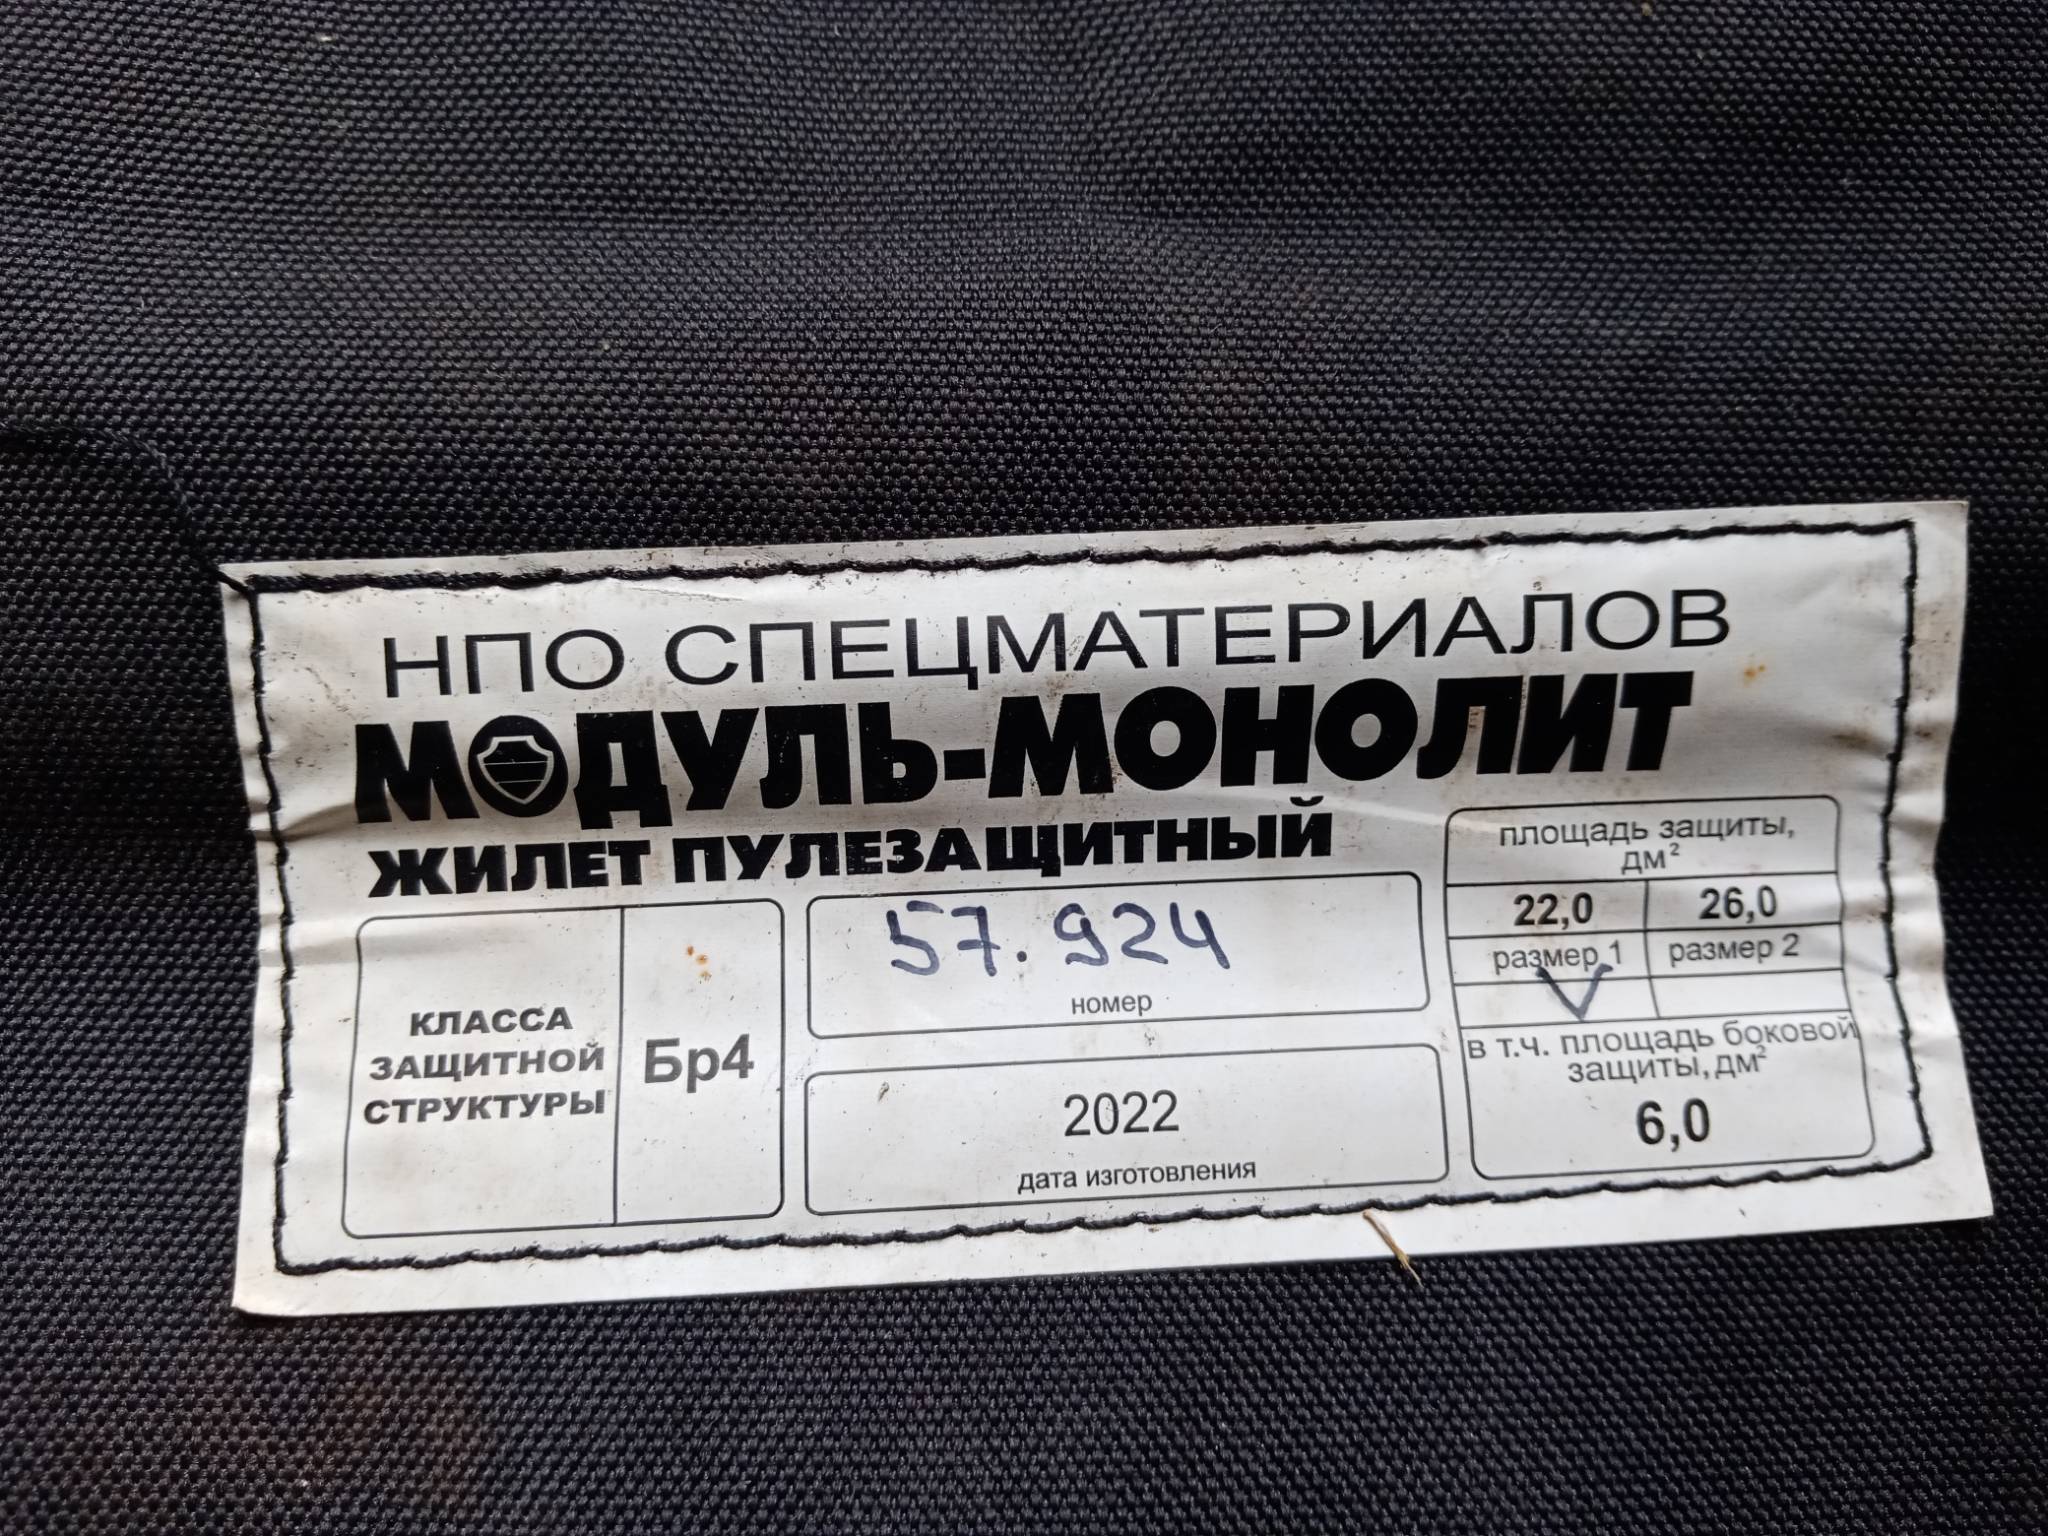 НПО СПЕЦМАТЕРИАЛОВ
МОДУЛЬ-МОНОЛИТ
ЖИЛЕТ ПУЛЕЗАЩИТНЫЙ
КЛАССА
ЗАЩИТНОЙ
СТРУКТУРЫ
Бр4
57.924
номер
2022
дата изготовления
площадь защиты,
дм²
22,0 26,0
размер 1 размер 2
V
в т.ч. площадь боковой
защиты, дм²
6,0